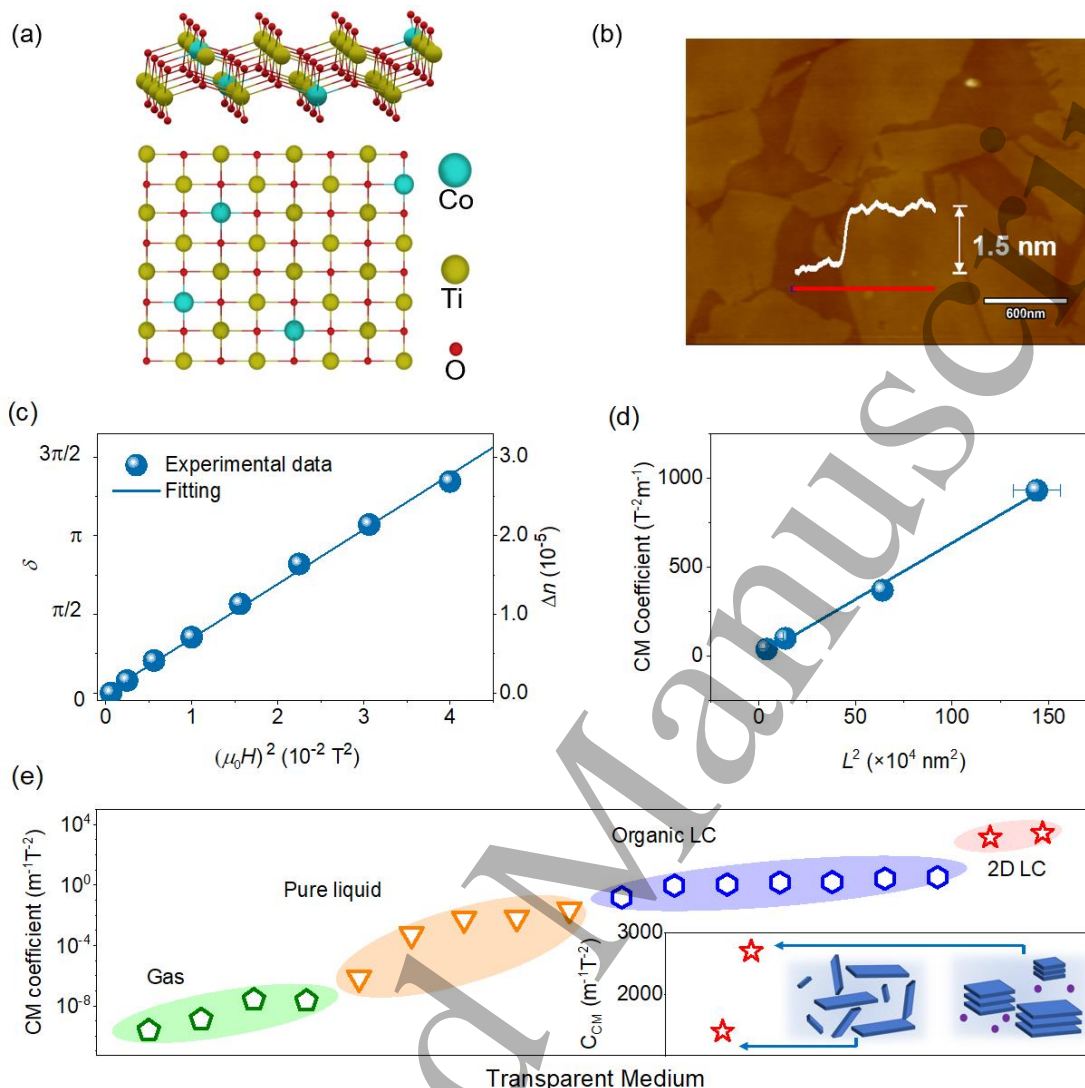 (a)
Co
Ti
O
(b)
1.5 nm
600nm
(c)
3π/2
π
π/2
0
δ
Experimental data
Fitting
3.0
2.0
1.0
0.0
Δn (10⁻⁵)
0 1 2 3 4
(μ₀H)² (10⁻² T²)
(d)
1000
500
0
CM Coefficient (T⁻²m⁻¹)
0 50 100 150
L² (×10⁴ nm²)
(e)
10⁴
10⁰
10⁻⁴
10⁻⁸
CM coefficient (m⁻¹T⁻²)
Gas
Pure liquid
Organic LC
2D LC
3000
2000
C_CM (m⁻¹T⁻²)
Transparent Medium